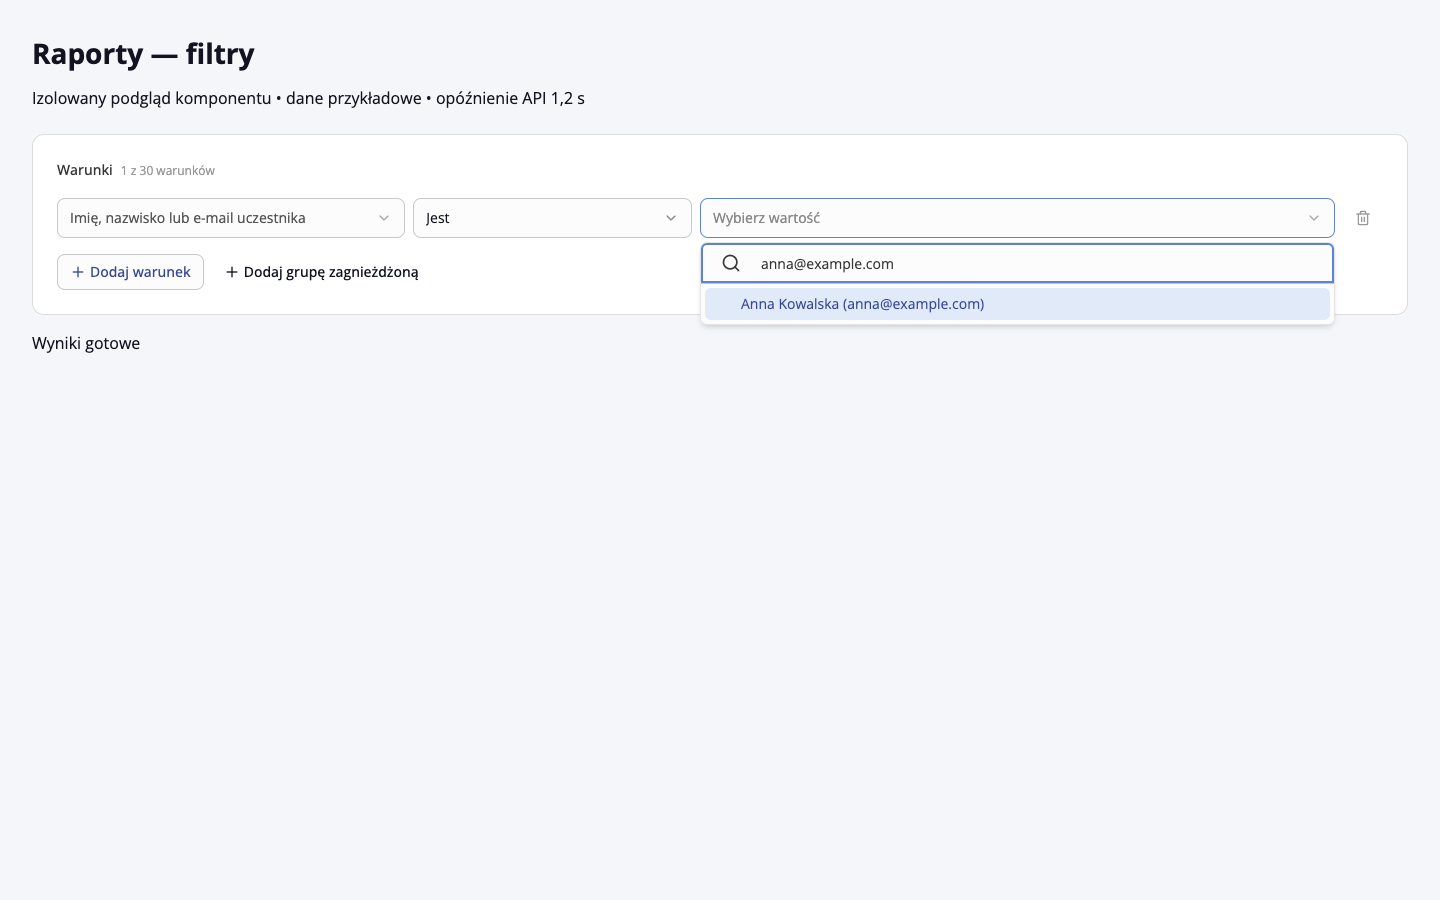 Raporty — filtry
Izolowany podgląd komponentu • dane przykładowe • opóźnienie API 1,2 s
Warunki 1 z 30 warunków
Imię, nazwisko lub e-mail uczestnika Jest Wybierz wartość
anna@example.com
Dodaj warunek Dodaj grupę zagnieżdżoną
Anna Kowalska (anna@example.com)
Wyniki gotowe